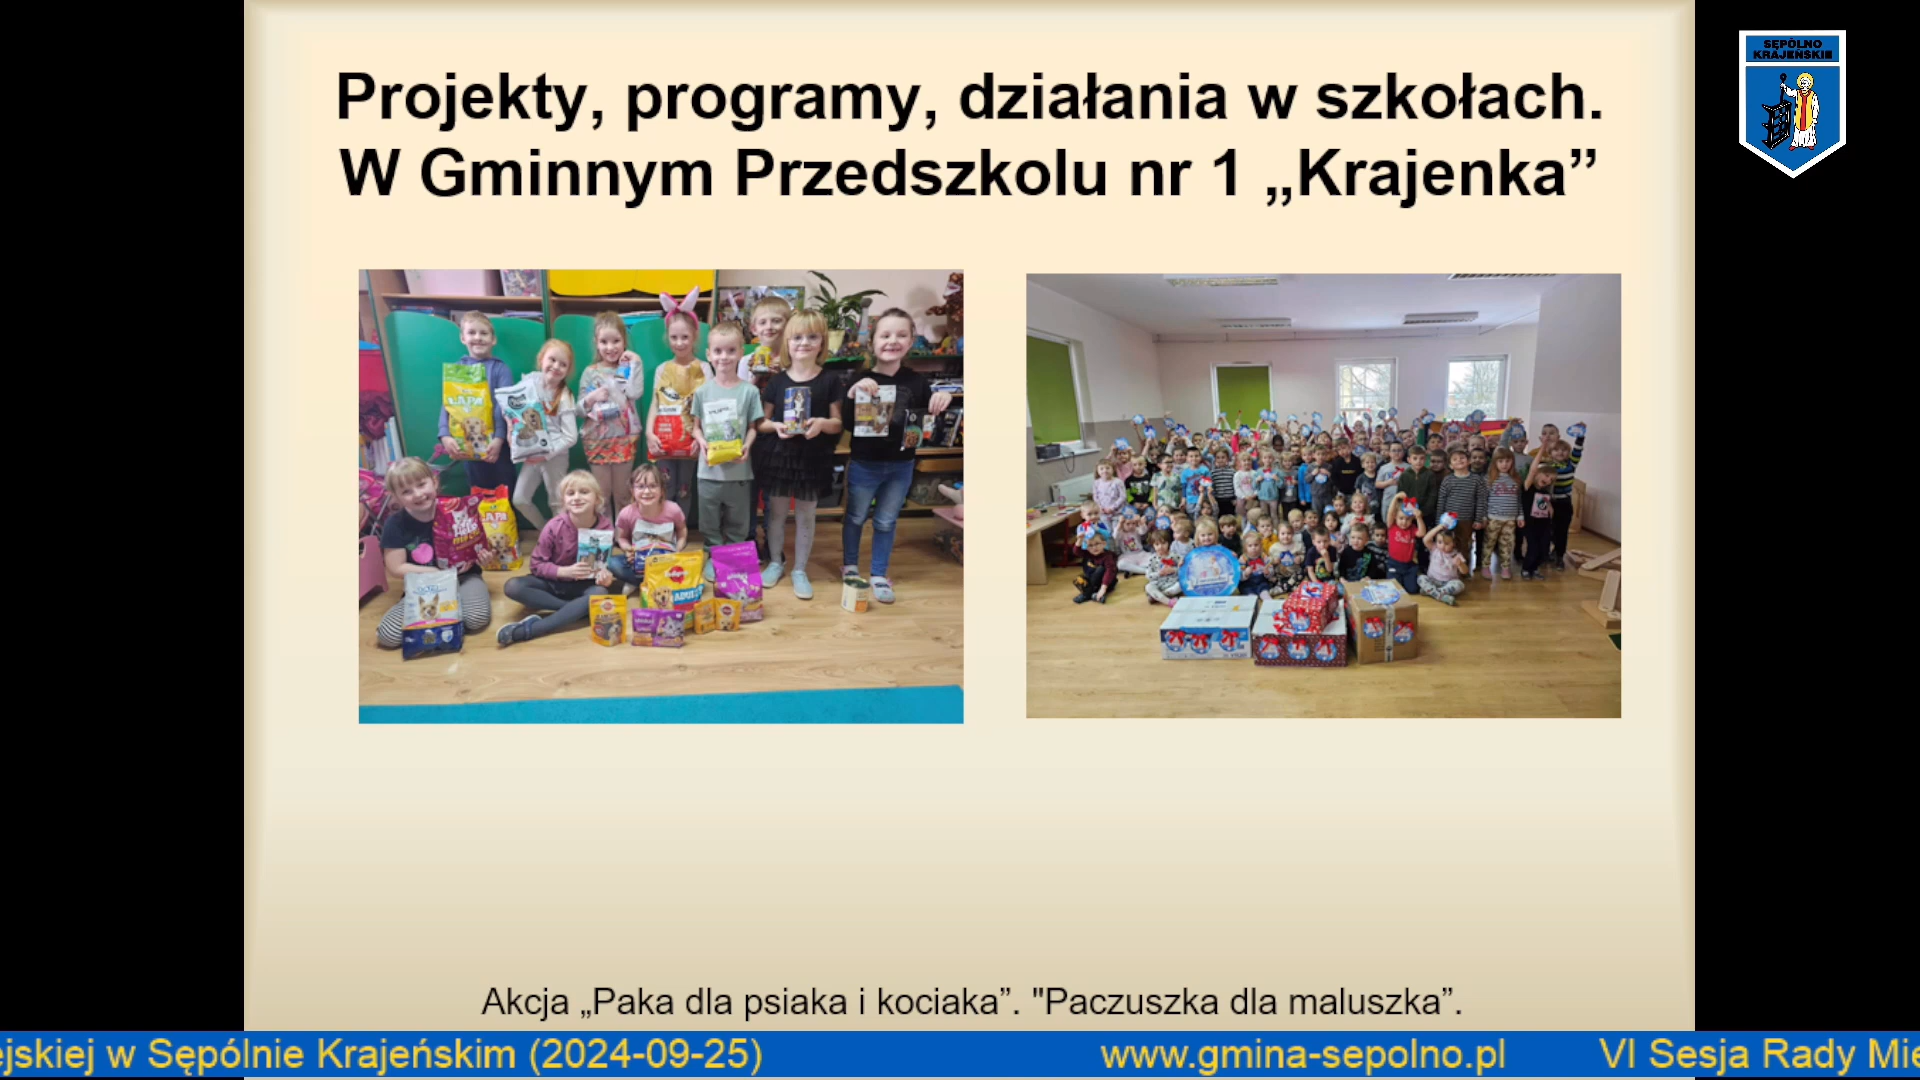 Projekty, programy, działania w szkołach.
W Gminnym Przedszkolu nr 1 „Krajenka”
SĘPÓLNO
KRAJEŃSKIE
Akcja „Paka dla psiaka i kociaka”. "Paczuszka dla maluszka”.
ejskiej w Sępólnie Krajeńskim (2024-09-25) www.gmina-sepolno.pl VI Sesja Rady Mie